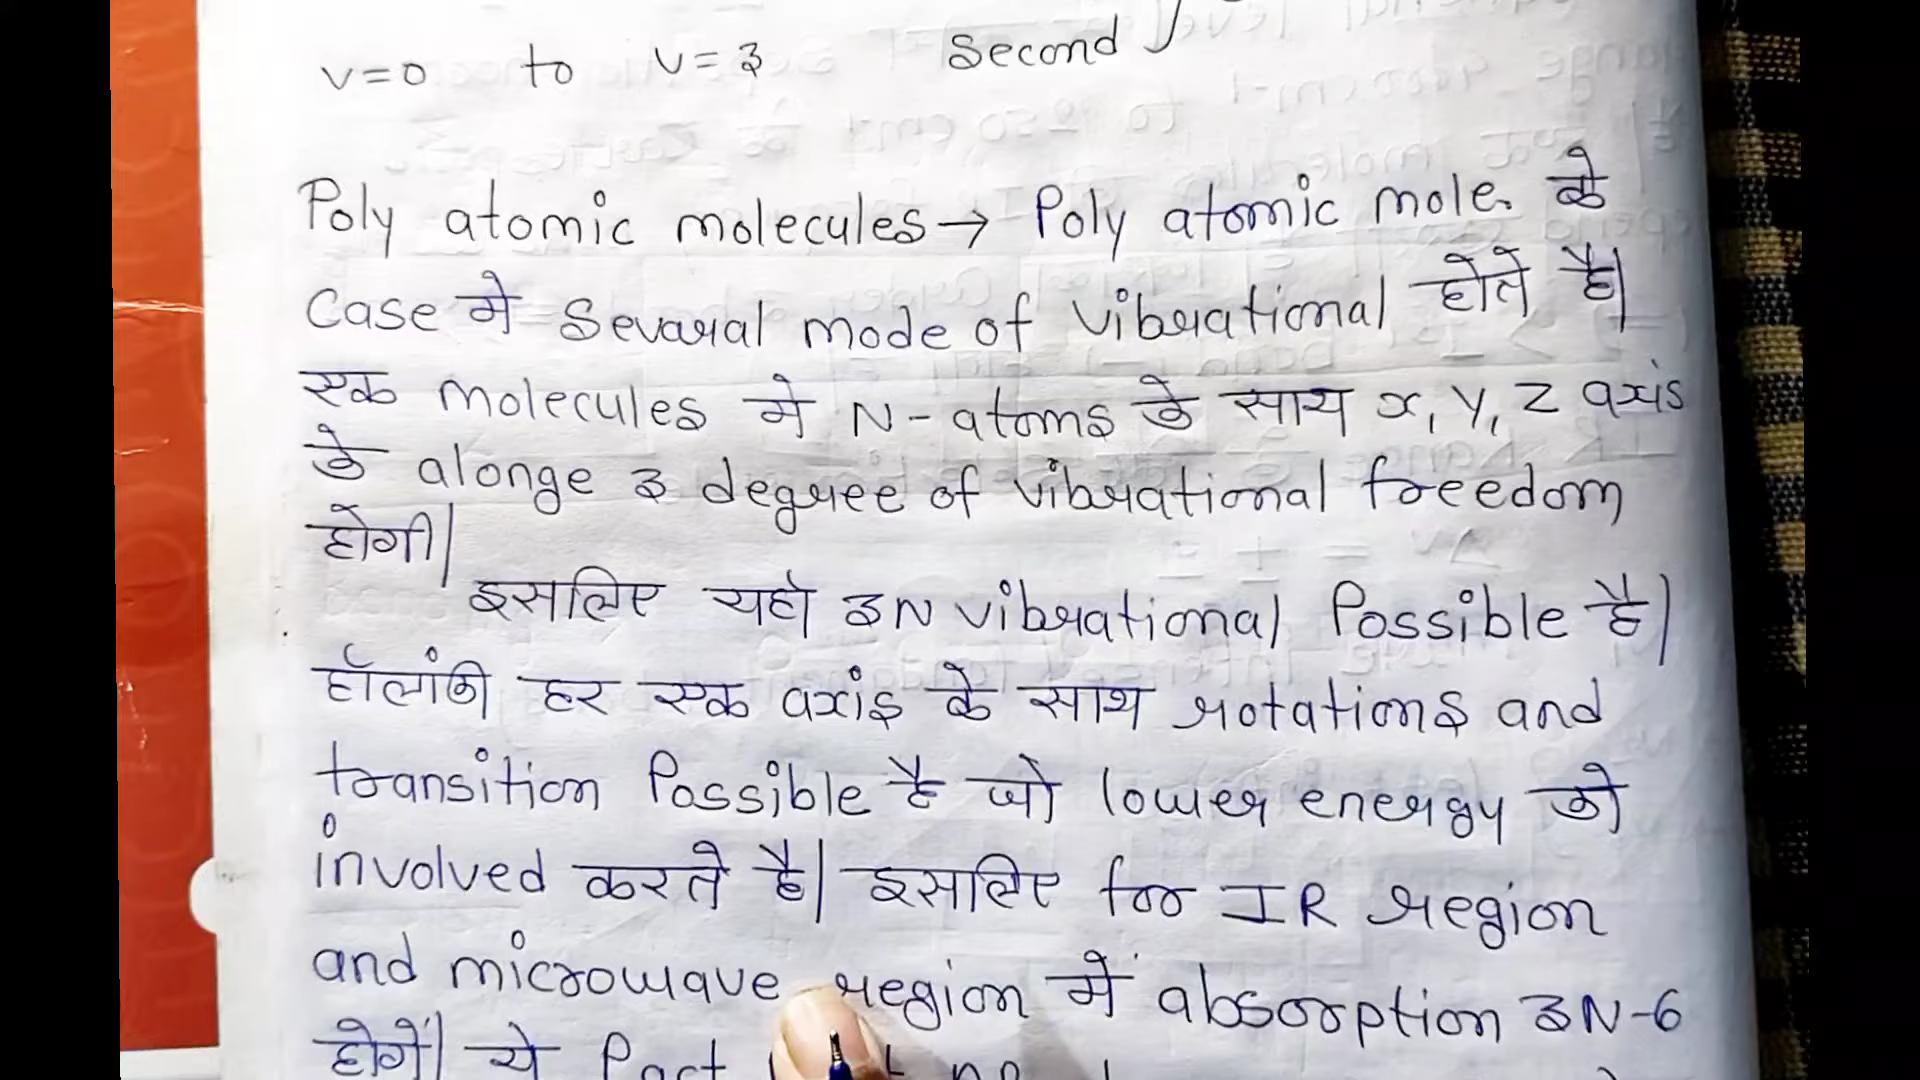 v=0 to v=3 Second
Poly atomic molecules → Poly atomic mole. के
Case मे Sevaral mode of vibrational होते है।
एक molecules मे N-atoms के साथ x, y, z axis
के alonge 3 degree of vibrational freedom
होगी।
इसलिए यहाँ 3N vibrational Possible है।
हाॅलांकी हर एक axis के साथ rotations and
transition Possible है जो lower energy को
involved करते है। इसलिए for IR region
and microwave region में absorption 3N-6
होगें। ये Part